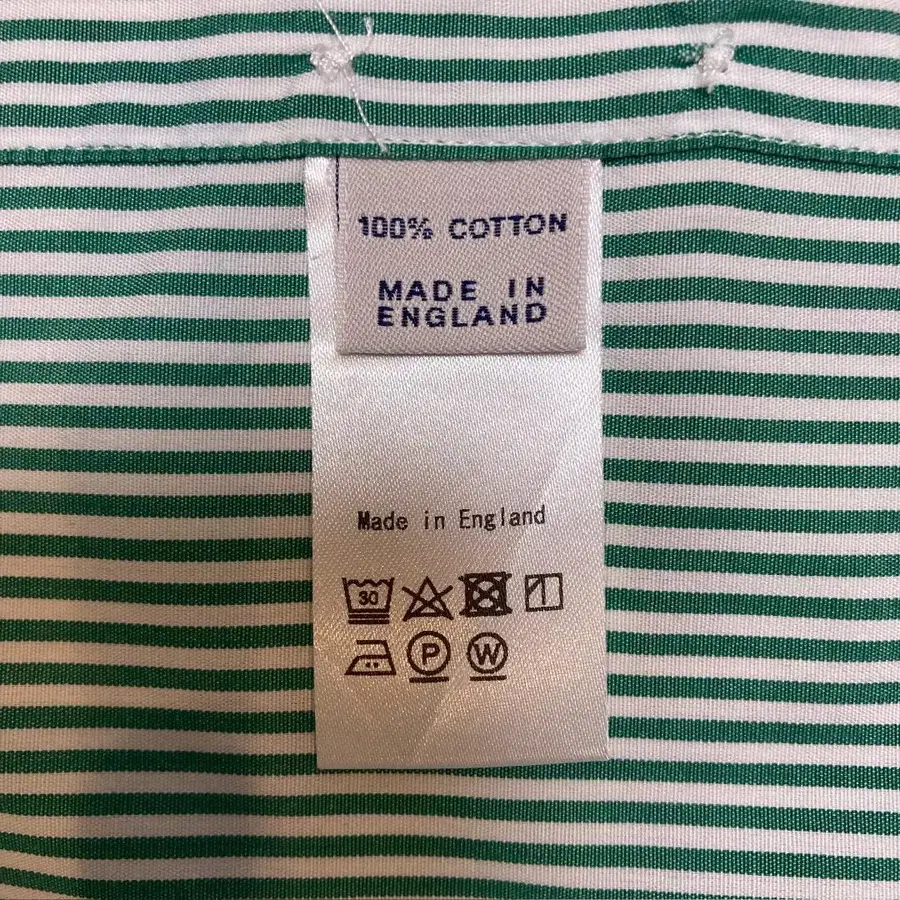 100% COTTON
MADE IN
ENGLAND
Made in England
30
P
W